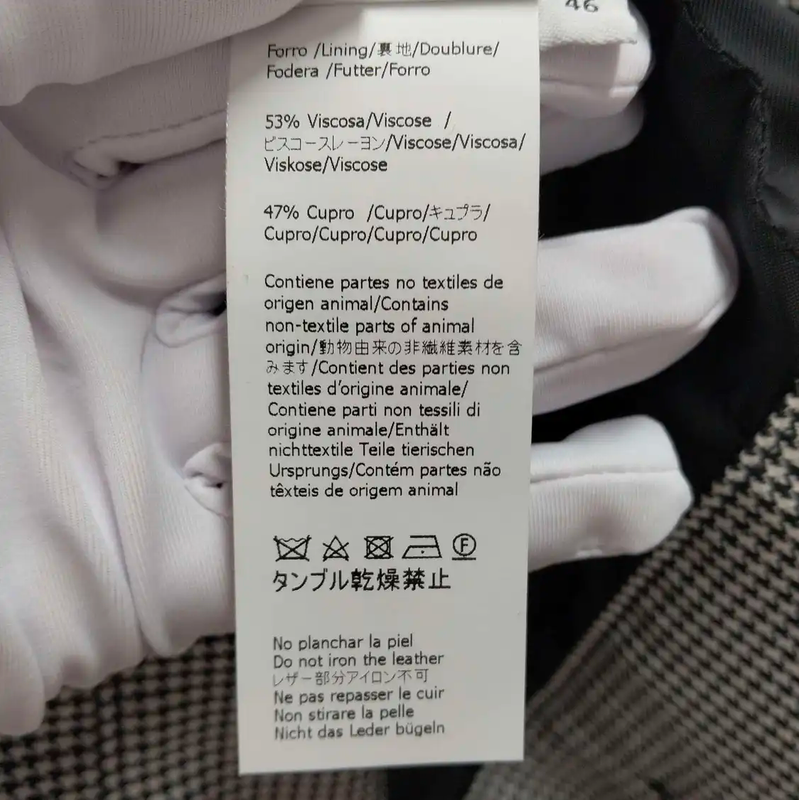 46
Forro /Lining/裏地/Doublure/
Fodera /Futter/Forro
53% Viscosa/Viscose /
ビスコースレーヨン/Viscose/Viscosa/
Viskose/Viscose
47% Cupro /Cupro/キュプラ/
Cupro/Cupro/Cupro/Cupro
Contiene partes no textiles de
origen animal/Contains
non-textile parts of animal
origin/動物由来の非繊維素材を含
みます/Contient des parties non
textiles d'origine animale/
Contiene parti non tessili di
origine animale/Enthält
nichttextile Teile tierischen
Ursprungs/Contém partes não
têxteis de origem animal
F
タンブル乾燥禁止
No planchar la piel
Do not iron the leather
レザー部分アイロン不可
Ne pas repasser le cuir
Non stirare la pelle
Nicht das Leder bügeln